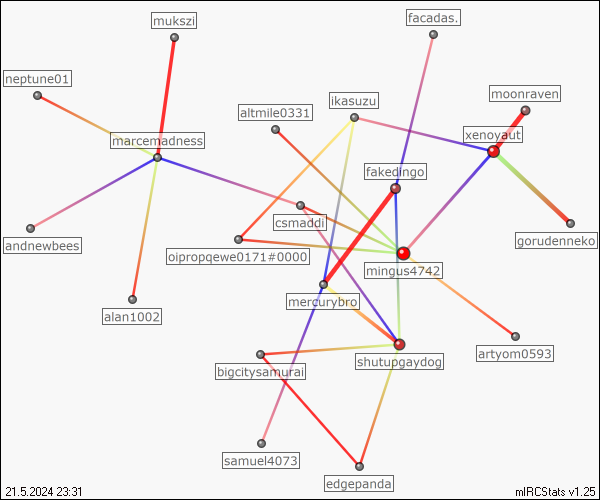 mukszi
facadas.
neptune01
moonraven
ikasuzu
altmile0331
xenoyaut
marcemadness
fakedingo
csmaddi
andnewbees
gorudenneko
oipropqewe0171#0000
mingus4742
mercurybro
alan1002
artyom0593
shutupgaydog
bigcitysamurai
samuel4073
edgepanda
21.5.2024 23:31
mIRCStats v1.25